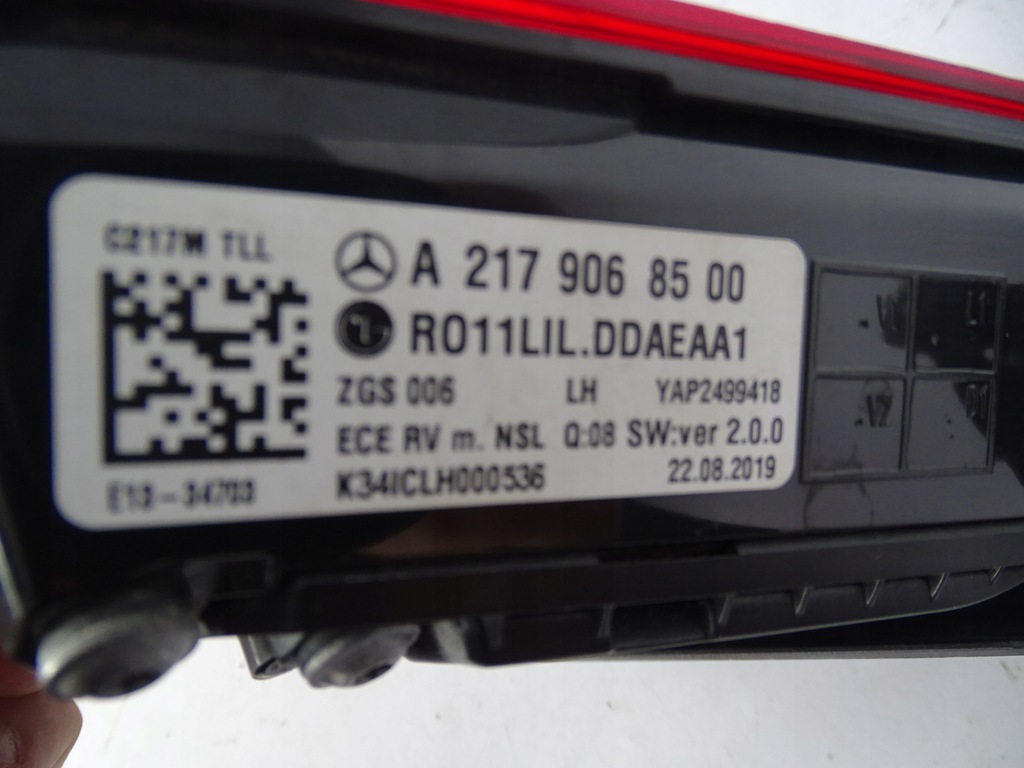 C217M TLL
A 217 906 85 00
LG
R011LIL.DDAEAA1
ZGS 006 LH YAP2499418
ECE RV m. NSL Q:08 SW:ver 2.0.0
K34ICLH000536 22.08.2019
E13-34703